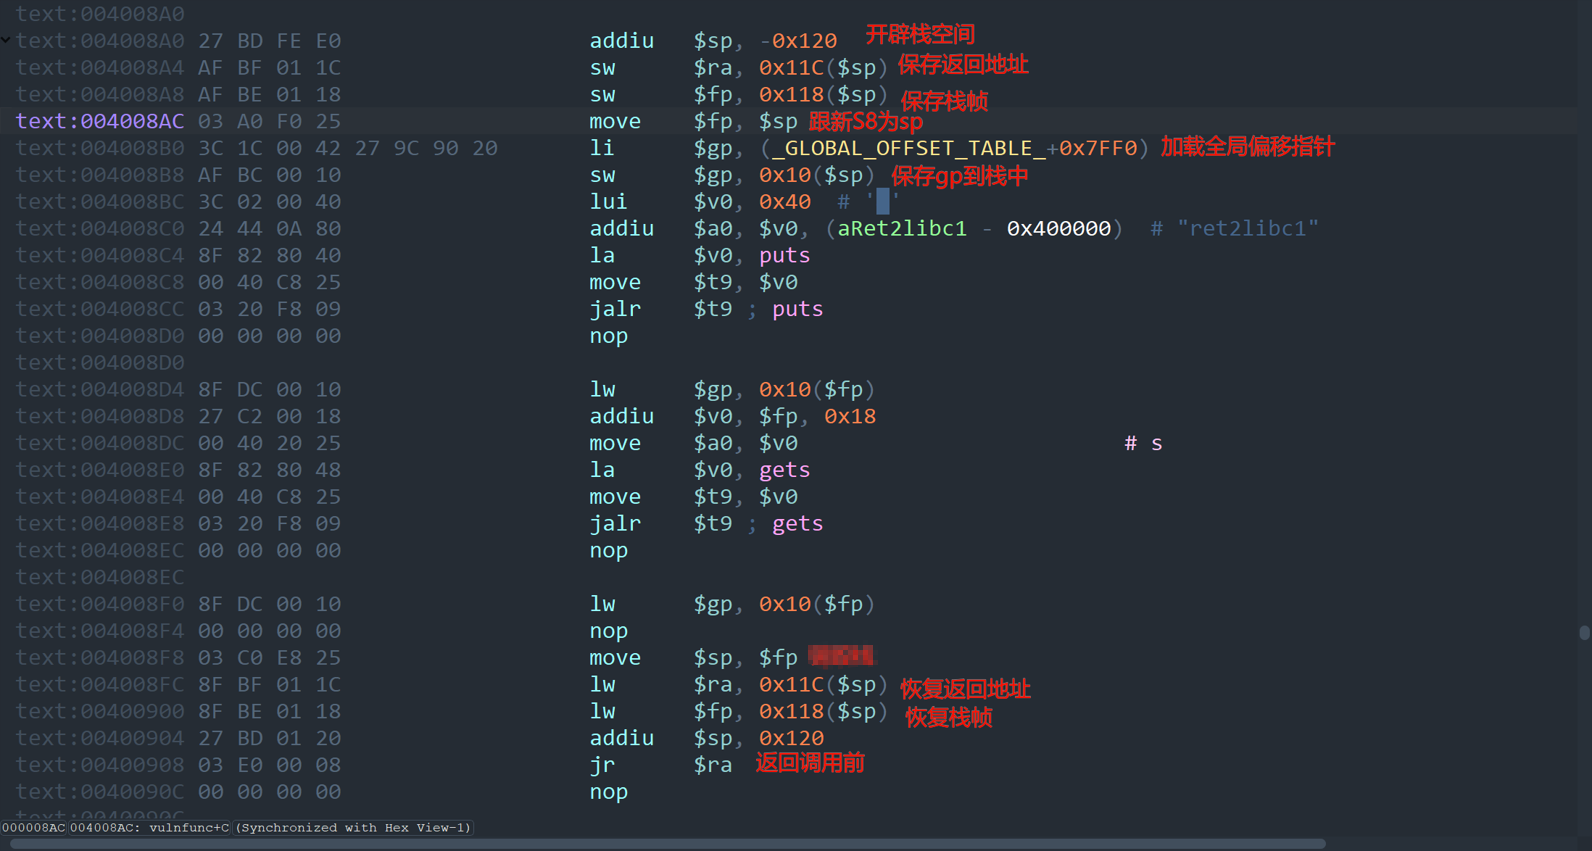 text:004008A0
text:004008A0 27 BD FE E0 addiu $sp, -0x120 开辟栈空间
text:004008A4 AF BF 01 1C sw $ra, 0x11C($sp) 保存返回地址
text:004008A8 AF BE 01 18 sw $fp, 0x118($sp) 保存栈帧
text:004008AC 03 A0 F0 25 move $fp, $sp 跟新S8为sp
text:004008B0 3C 1C 00 42 27 9C 90 20 li $gp, (_GLOBAL_OFFSET_TABLE_+0x7FF0) 加载全局偏移指针
text:004008B8 AF BC 00 10 sw $gp, 0x10($sp) 保存gp到栈中
text:004008BC 3C 02 00 40 lui $v0, 0x40 # ' '
text:004008C0 24 44 0A 80 addiu $a0, $v0, (aRet2libc1 - 0x400000) # "ret2libc1"
text:004008C4 8F 82 80 40 la $v0, puts
text:004008C8 00 40 C8 25 move $t9, $v0
text:004008CC 03 20 F8 09 jalr $t9 ; puts
text:004008D0 00 00 00 00 nop
text:004008D0
text:004008D4 8F DC 00 10 lw $gp, 0x10($fp)
text:004008D8 27 C2 00 18 addiu $v0, $fp, 0x18
text:004008DC 00 40 20 25 move $a0, $v0 # s
text:004008E0 8F 82 80 48 la $v0, gets
text:004008E4 00 40 C8 25 move $t9, $v0
text:004008E8 03 20 F8 09 jalr $t9 ; gets
text:004008EC 00 00 00 00 nop
text:004008EC
text:004008F0 8F DC 00 10 lw $gp, 0x10($fp)
text:004008F4 00 00 00 00 nop
text:004008F8 03 C0 E8 25 move $sp, $fp
text:004008FC 8F BF 01 1C lw $ra, 0x11C($sp) 恢复返回地址
text:00400900 8F BE 01 18 lw $fp, 0x118($sp) 恢复栈帧
text:00400904 27 BD 01 20 addiu $sp, 0x120
text:00400908 03 E0 00 08 jr $ra 返回调用前
text:0040090C 00 00 00 00 nop
text:0040090C
000008AC 004008AC: vulnfunc+C (Synchronized with Hex View-1)